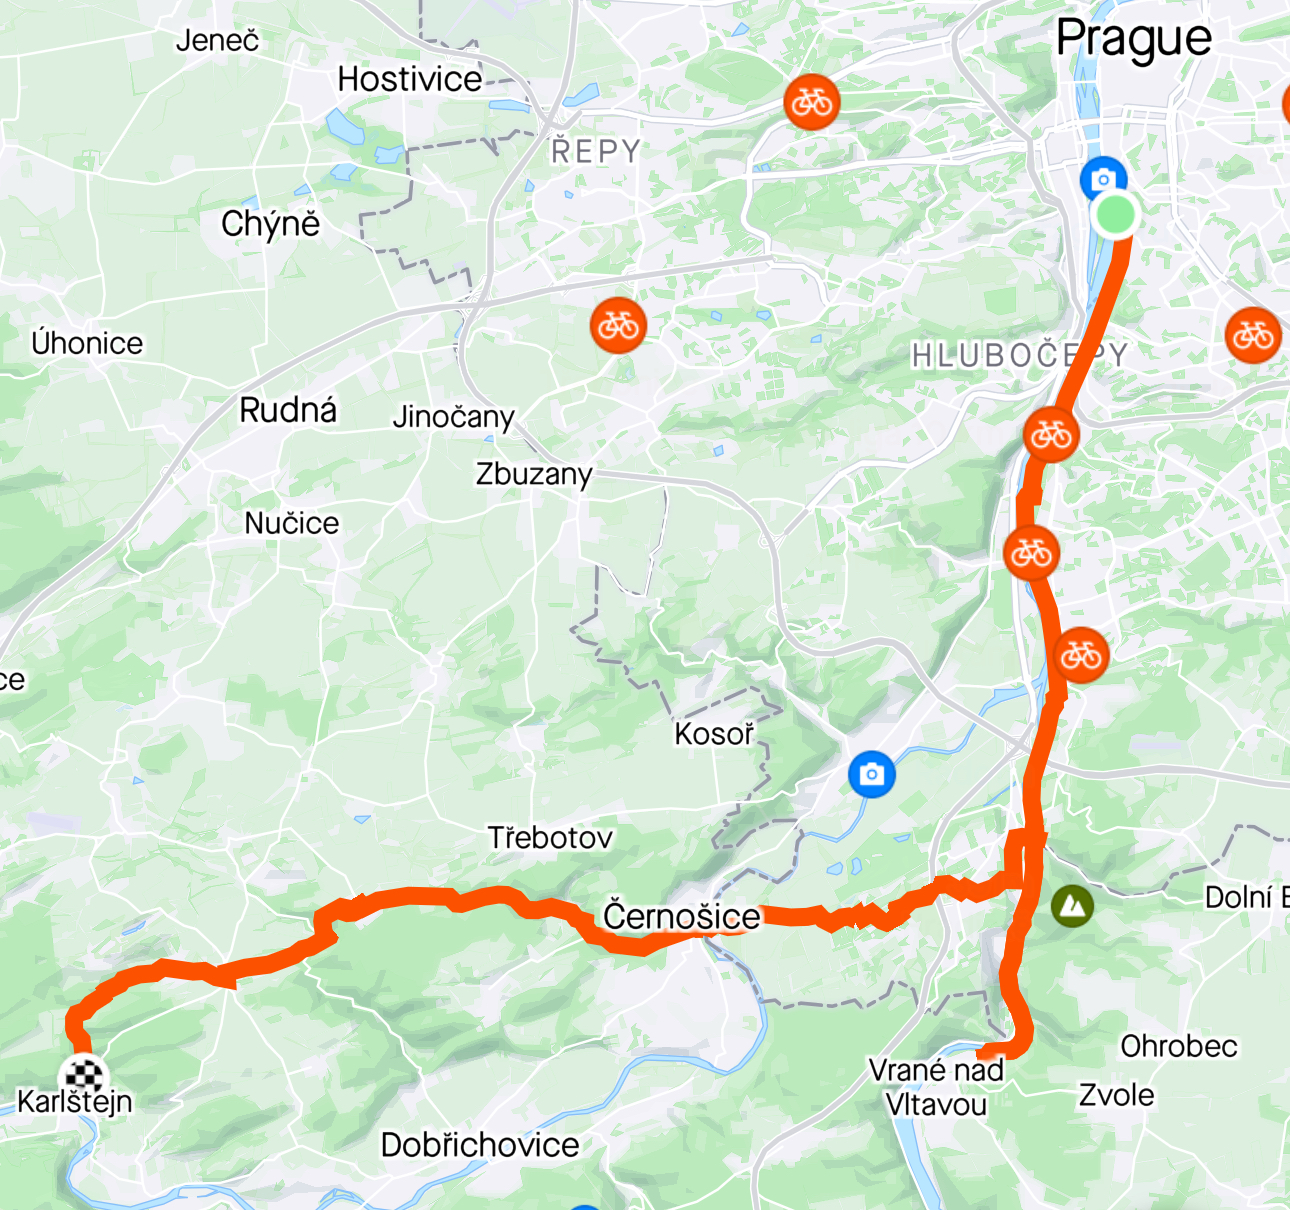 Prague
Jeneč
Hostivice
ŘEPY
Chýně
Úhonice
HLUBOČEPY
Rudná
Jinočany
Zbuzany
Nučice
ce
Kosoř
Třebotov
Dolní B
Černošice
Ohrobec
Vrané nad
Vltavou
Zvole
Karlštejn
Dobřichovice